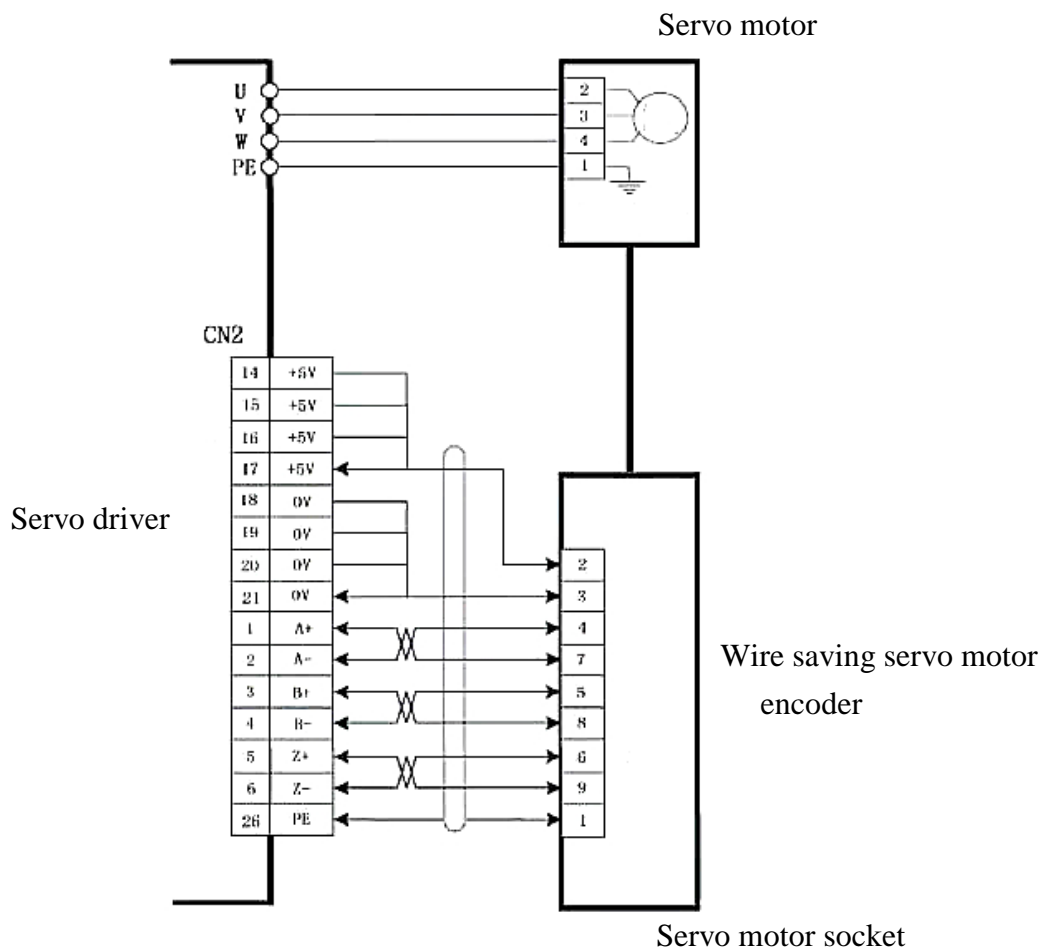 Servo motor
U 2
V 3
W 4
PE 1
CN2
14 +5V
15 +5V
16 +5V
17 +5V
18 0V
19 0V
20 0V 2
21 0V 3
1 A+ 4
2 A- 7
3 B+ 5
4 B- 8
5 Z+ 6
6 Z- 9
26 PE 1
Servo driver
Wire saving servo motor
encoder
Servo motor socket